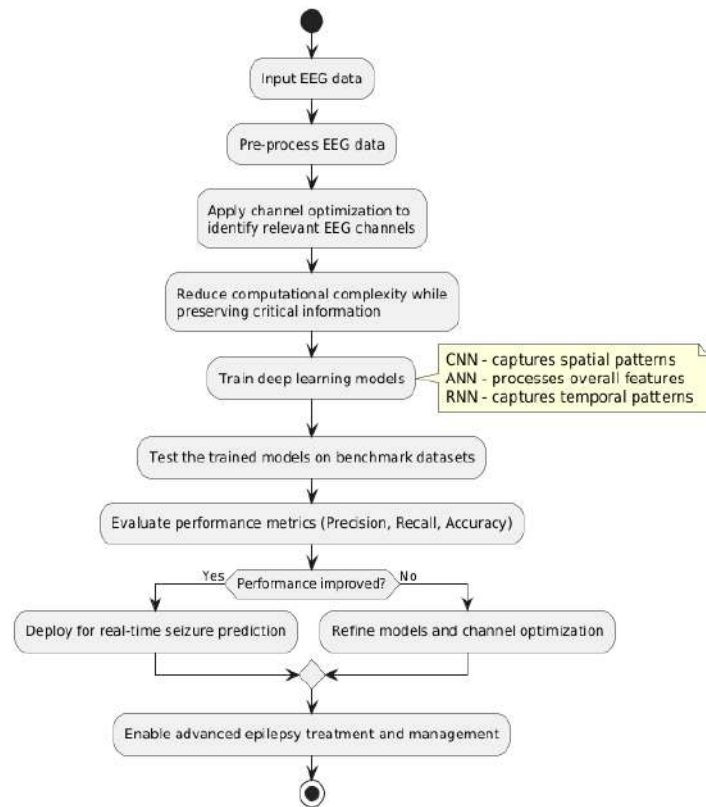 Input EEG data
Pre-process EEG data
Apply channel optimization to
identify relevant EEG channels
Reduce computational complexity while
preserving critical information
Train deep learning models
CNN - captures spatial patterns
ANN - processes overall features
RNN - captures temporal patterns
Test the trained models on benchmark datasets
Evaluate performance metrics (Precision, Recall, Accuracy)
Yes
Performance improved?
No
Deploy for real-time seizure prediction
Refine models and channel optimization
Enable advanced epilepsy treatment and management